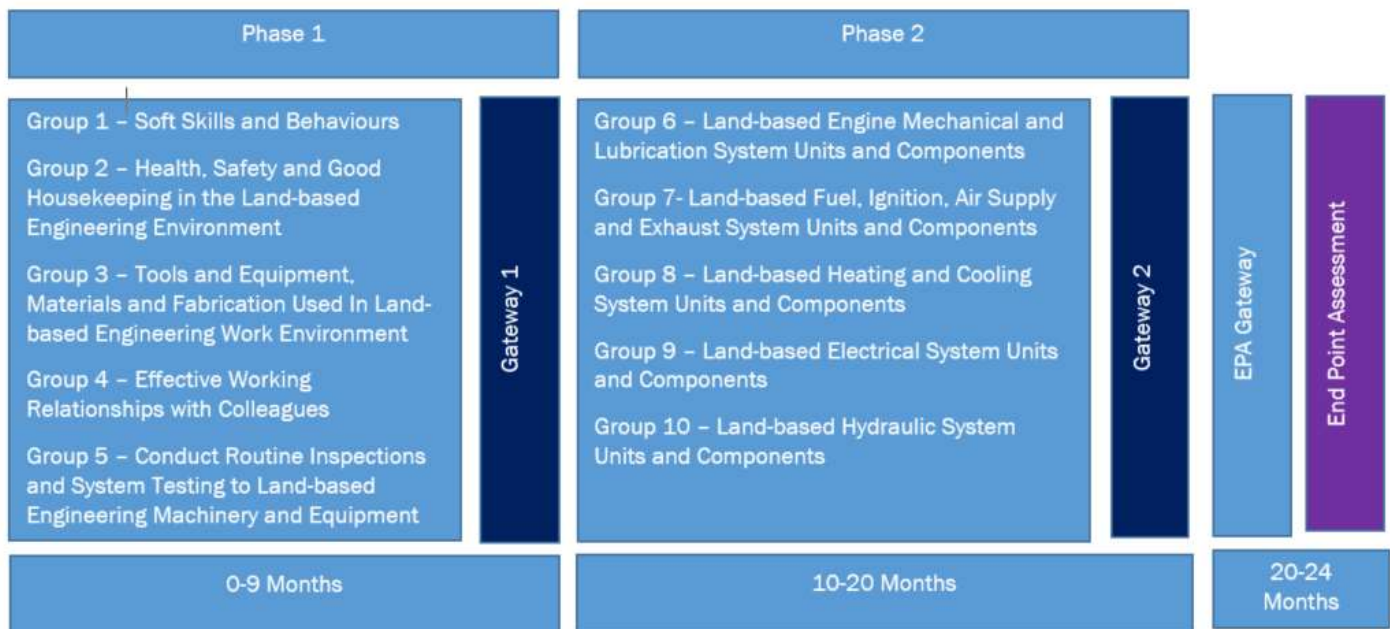 Phase 1
Phase 2
Group 1 – Soft Skills and Behaviours
Group 2 – Health, Safety and Good
Housekeeping in the Land-based
Engineering Environment
Group 3 – Tools and Equipment,
Materials and Fabrication Used In Land-
based Engineering Work Environment
Group 4 – Effective Working
Relationships with Colleagues
Group 5 – Conduct Routine Inspections
and System Testing to Land-based
Engineering Machinery and Equipment
Gateway 1
Group 6 – Land-based Engine Mechanical and
Lubrication System Units and Components
Group 7- Land-based Fuel, Ignition, Air Supply
and Exhaust System Units and Components
Group 8 – Land-based Heating and Cooling
System Units and Components
Group 9 – Land-based Electrical System Units
and Components
Group 10 – Land-based Hydraulic System
Units and Components
Gateway 2
EPA Gateway
End Point Assessment
0-9 Months
10-20 Months
20-24
Months